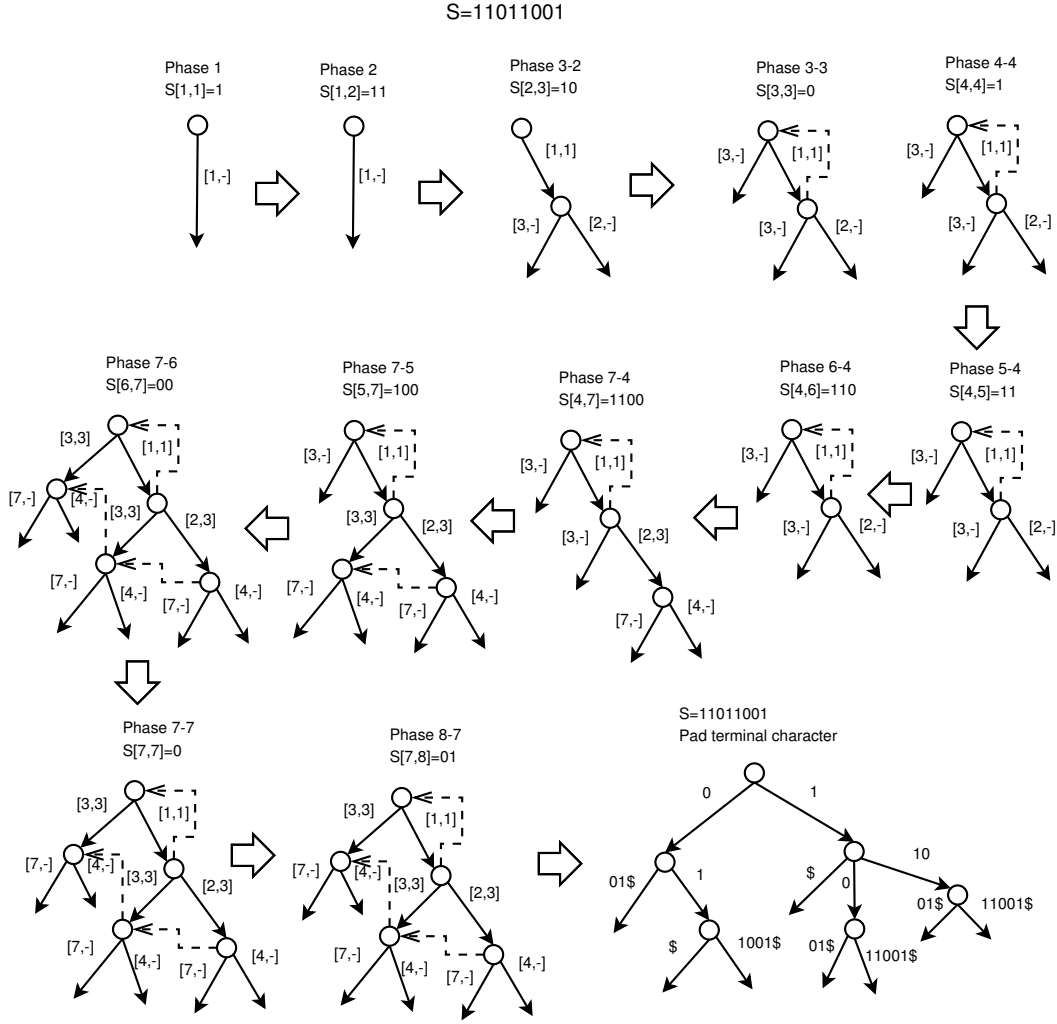 S=11011001
Phase 1
S[1,1]=1
[1,-]
Phase 2
S[1,2]=11
[1,-]
Phase 3-2
S[2,3]=10
[1,1]
[3,-]
[2,-]
Phase 3-3
S[3,3]=0
[3,-]
[1,1]
[3,-]
[2,-]
Phase 4-4
S[4,4]=1
[3,-]
[1,1]
[3,-]
[2,-]
Phase 7-6
S[6,7]=00
[3,3]
[1,1]
[7,-]
[4,-]
[3,3]
[2,3]
[7,-]
[4,-]
[7,-]
[4,-]
Phase 7-5
S[5,7]=100
[3,-]
[1,1]
[3,3]
[2,3]
[7,-]
[4,-]
[7,-]
[4,-]
Phase 7-4
S[4,7]=1100
[3,-]
[1,1]
[3,-]
[2,3]
[7,-]
[4,-]
Phase 6-4
S[4,6]=110
[3,-]
[1,1]
[3,-]
[2,-]
Phase 5-4
S[4,5]=11
[3,-]
[1,1]
[3,-]
[2,-]
Phase 7-7
S[7,7]=0
[3,3]
[1,1]
[7,-]
[4,-]
[3,3]
[2,3]
[7,-]
[4,-]
[7,-]
[4,-]
Phase 8-7
S[7,8]=01
[3,3]
[1,1]
[7,-]
[4,-]
[3,3]
[2,3]
[7,-]
[4,-]
[7,-]
[4,-]
S=11011001
Pad terminal character
0
1
01$
1
$
0
10
$
1001$
01$
11001$
01$
11001$